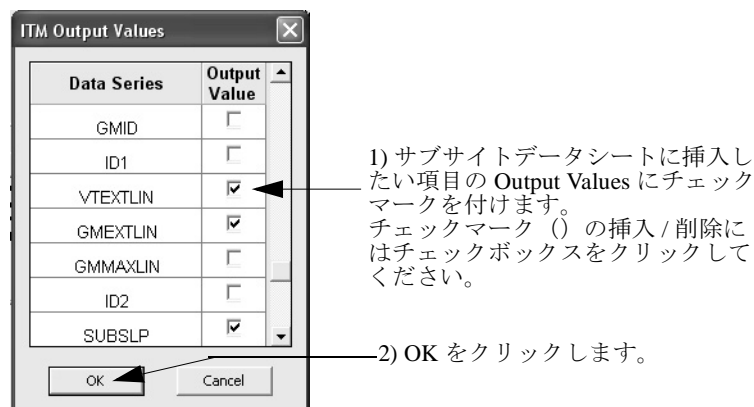 ITM Output Values
Data Series
Output
Value
GMID
ID1
VTEXTLIN
GMEXTLIN
GMMAXLIN
ID2
SUBSLP
OK
Cancel
1) サブサイトデータシートに挿入し
たい項目の Output Values にチェック
マークを付けます。
チェックマーク（）の挿入 / 削除に
はチェックボックスをクリックして
ください。
2) OK をクリックします。